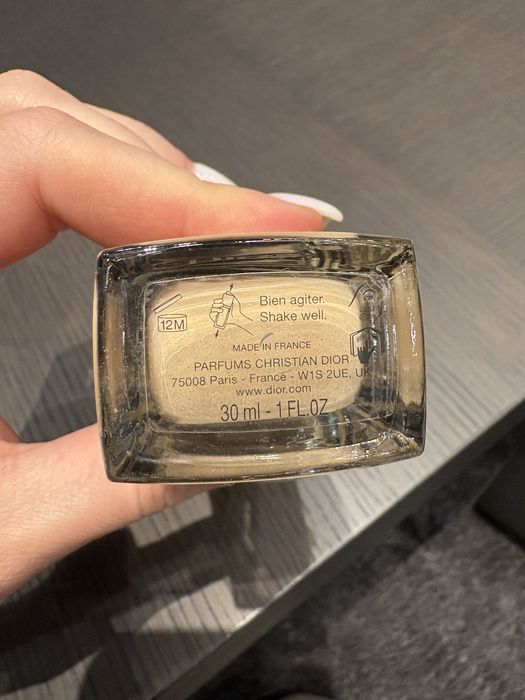 12M
Bien agiter.
Shake well.
MADE IN FRANCE
PARFUMS CHRISTIAN DIOR
75008 Paris - France - W1S 2UE, UK
www.dior.com
30 ml - 1 FL.OZ